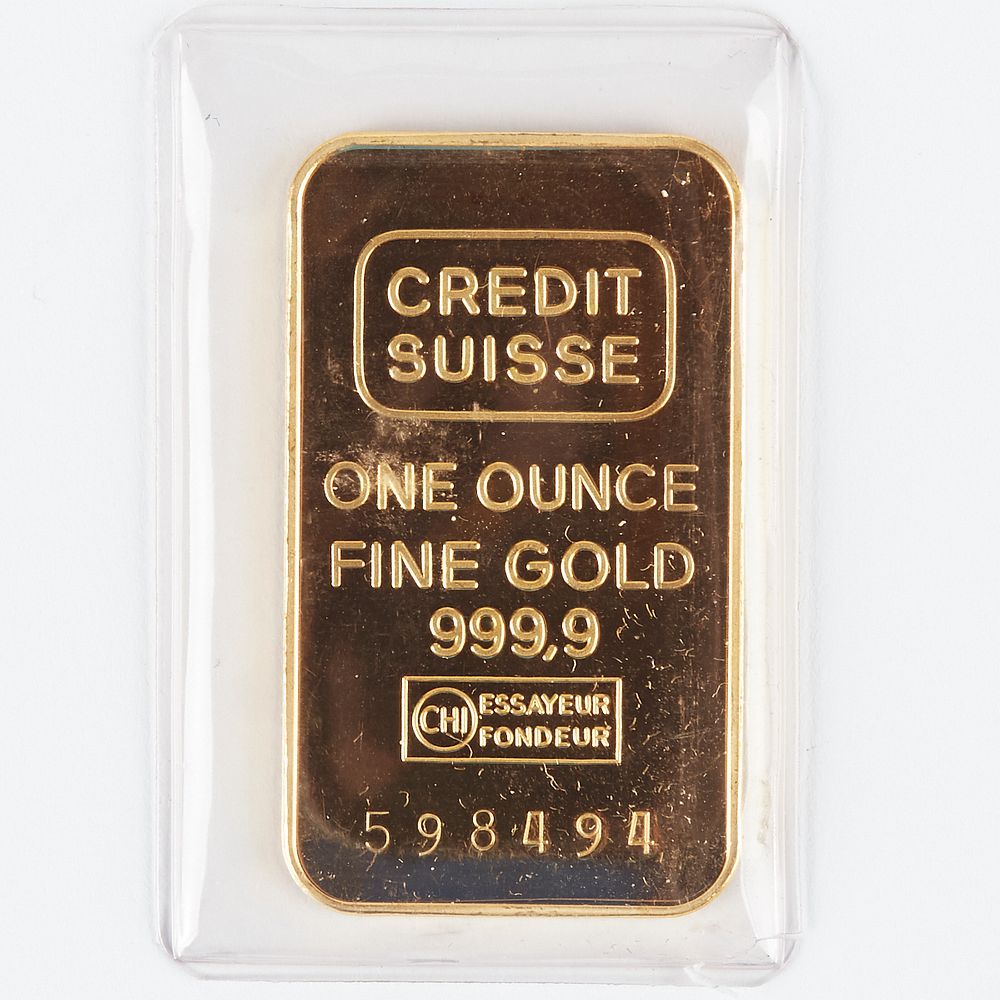 CREDIT
SUISSE
ONE OUNCE
FINE GOLD
999,9
CHI ESSAYEUR
FONDEUR
598494